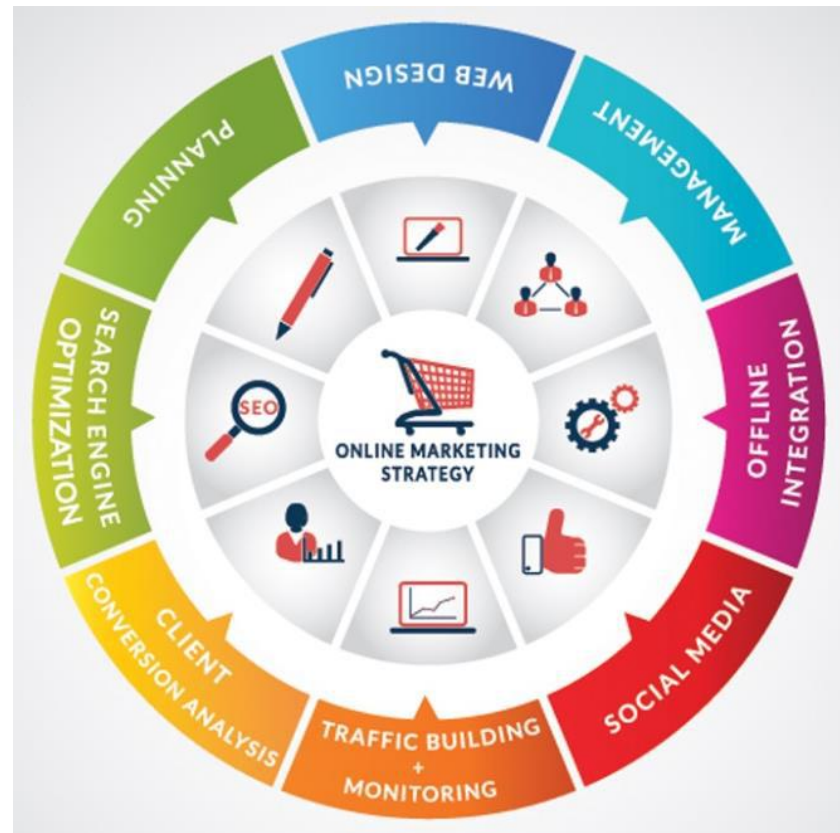 WEB DESIGN
MANAGEMENT
OFFLINE
INTEGRATION
SOCIAL MEDIA
TRAFFIC BUILDING
+
MONITORING
CLIENT
CONVERSION ANALYSIS
SEARCH ENGINE
OPTIMIZATION
PLANNING
SEO
ONLINE MARKETING
STRATEGY